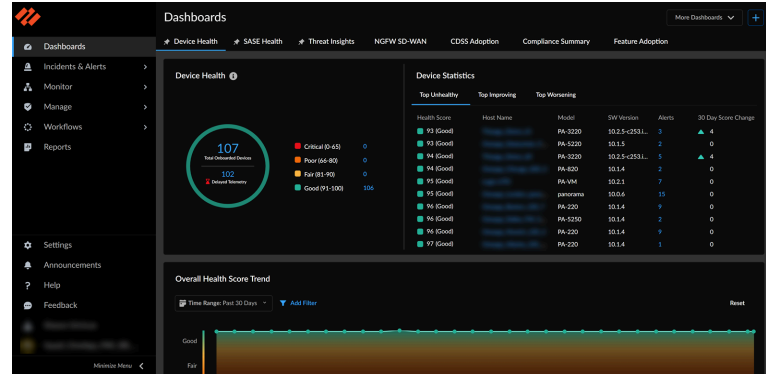 Dashboards
More Dashboards
Device Health
SASE Health
Threat Insights
NGFW SD-WAN
CDSS Adoption
Compliance Summary
Feature Adoption
Dashboards
Incidents & Alerts
Monitor
Manage
Workflows
Reports
Settings
Announcements
Help
Feedback
Minimize Menu
Device Health
107
Total Onboarded Devices
102
Delayed Telemetry
Critical (0-65) 0
Poor (66-80) 0
Fair (81-90) 0
Good (91-100) 106
Device Statistics
Top Unhealthy Top Improving Top Worsening
Health Score Host Name Model SW Version Alerts 30 Day Score Change
93 (Good) PA-3220 10.2.5-c253.i... 3 4
93 (Good) PA-3220 10.1.5 2 0
94 (Good) PA-3220 10.2.5-c253.i... 5 4
94 (Good) PA-820 10.1.4 2 0
95 (Good) PA-VM 10.2.1 7 0
95 (Good) panorama 10.0.6 15 0
96 (Good) PA-220 10.1.4 9 0
96 (Good) PA-5250 10.1.4 2 0
96 (Good) PA-220 10.1.4 9 0
97 (Good) PA-220 10.1.4 1 0
Overall Health Score Trend
Time Range: Past 30 Days
Add Filter
Reset
Good
Fair